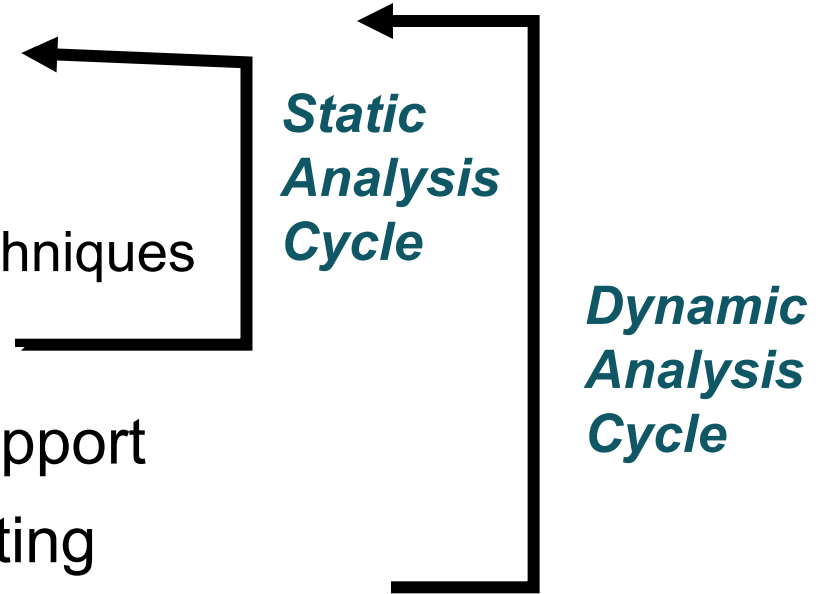 Static
Analysis
Cycle
hniques
Dynamic
Analysis
Cycle
pport
ting